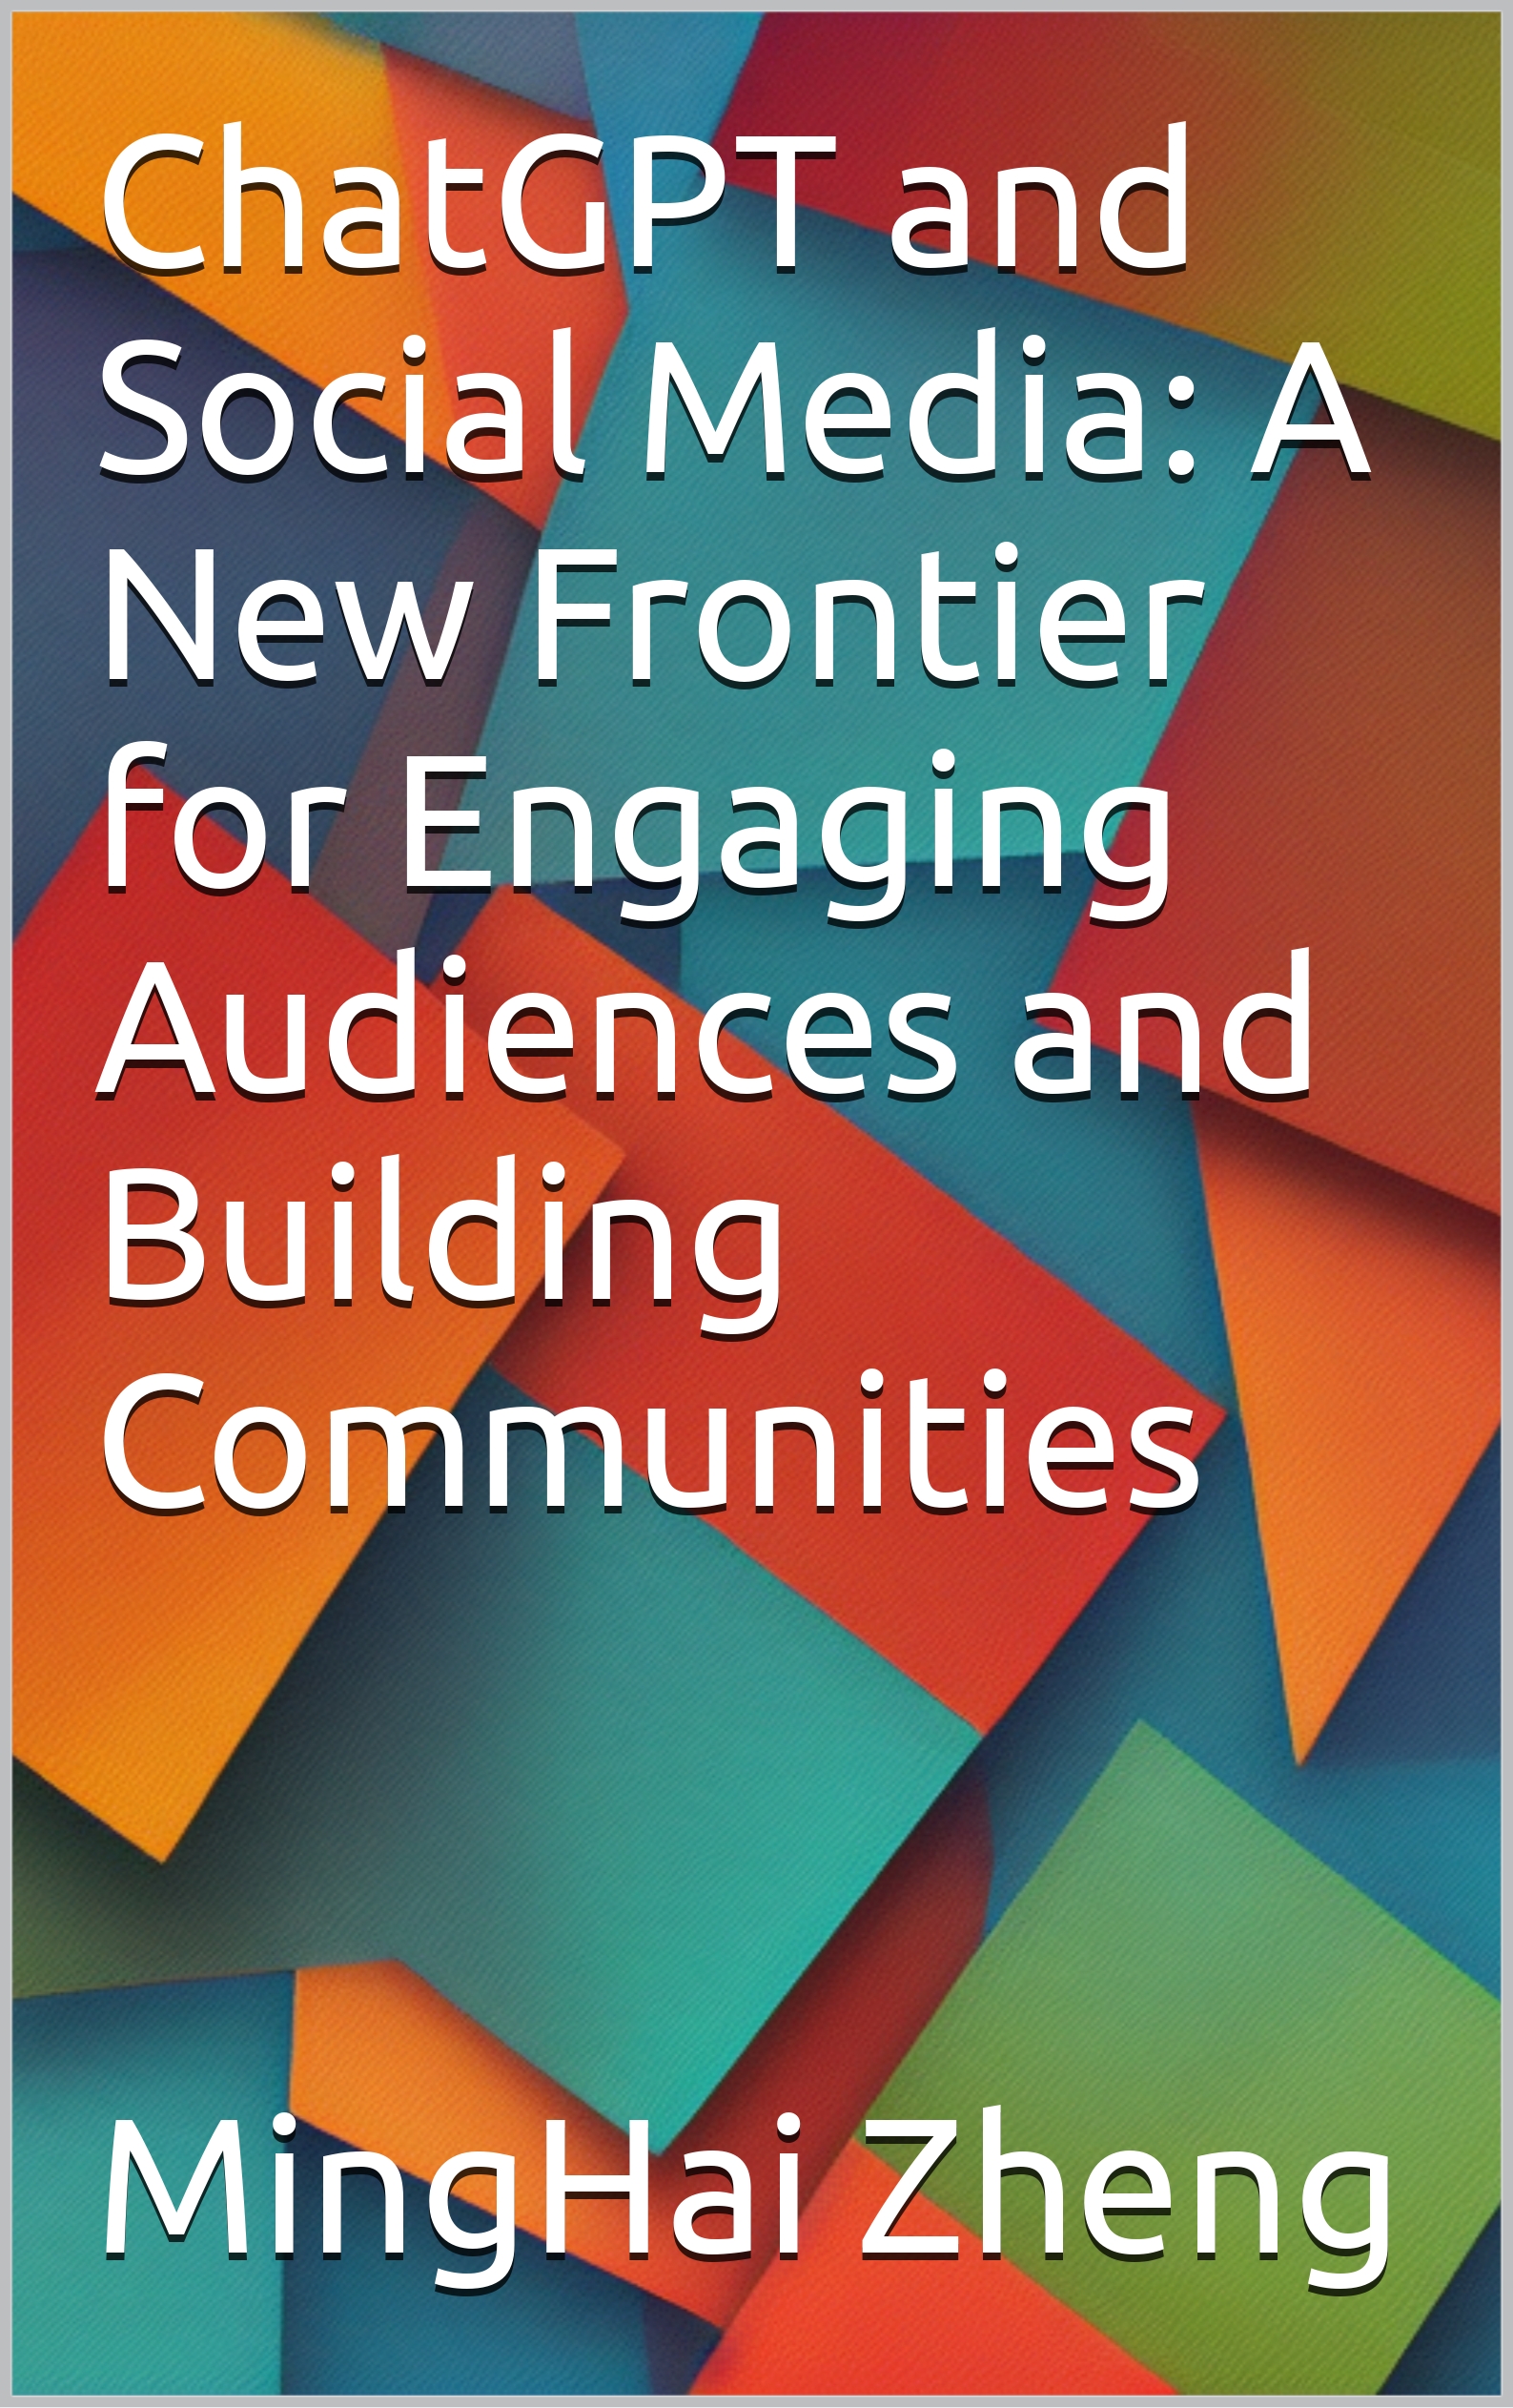 ChatGPT and
Social Media: A
New Frontier
for Engaging
Audiences and
Building
Communities
MingHai Zheng